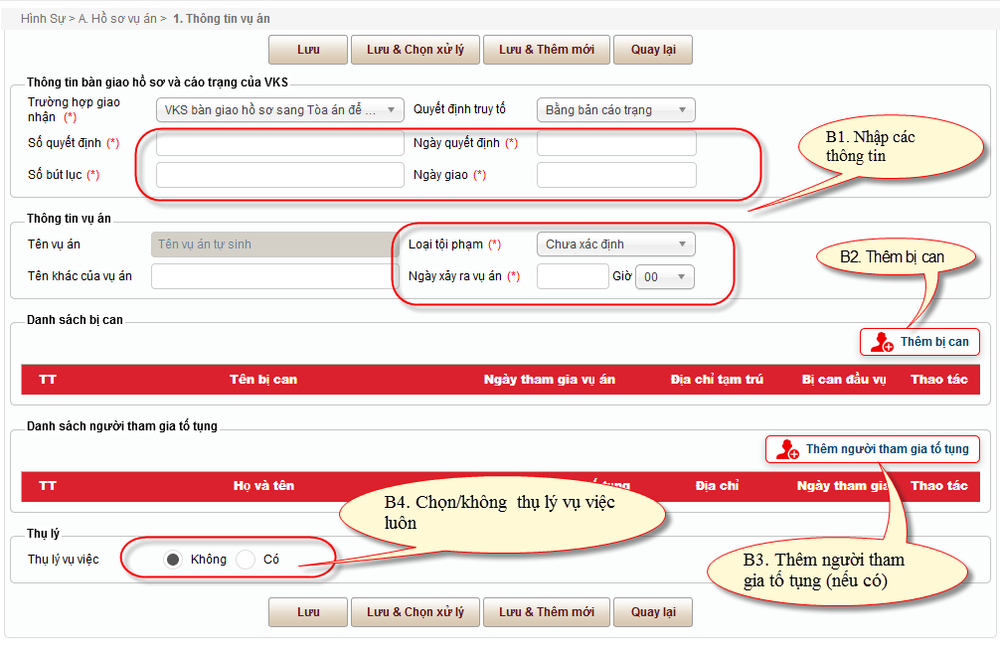 Hình Sự > A. Hồ sơ vụ án > 1. Thông tin vụ án
Lưu Lưu & Chọn xử lý Lưu & Thêm mới Quay lại
Thông tin bàn giao hồ sơ và cáo trạng của VKS
Trường hợp giao nhận (*) VKS bàn giao hồ sơ sang Tòa án để ... Quyết định truy tố Bằng bản cáo trạng
Số quyết định (*) Ngày quyết định (*)
Số bút lục (*) Ngày giao (*)
B1. Nhập các
thông tin
Thông tin vụ án
Tên vụ án Tên vụ án tự sinh Loại tội phạm (*) Chưa xác định
Tên khác của vụ án Ngày xảy ra vụ án (*) Giờ 00
B2. Thêm bị can
Danh sách bị can
Thêm bị can
TT Tên bị can Ngày tham gia vụ án Địa chỉ tạm trú Bị can đầu vụ Thao tác
Danh sách người tham gia tố tụng
Thêm người tham gia tố tụng
TT Họ và tên tố tụng Địa chỉ Ngày tham gia Thao tác
B4. Chọn/không thụ lý vụ việc
luôn
Thụ lý
Thụ lý vụ việc Không Có
B3. Thêm người tham
gia tố tụng (nếu có)
Lưu Lưu & Chọn xử lý Lưu & Thêm mới Quay lại